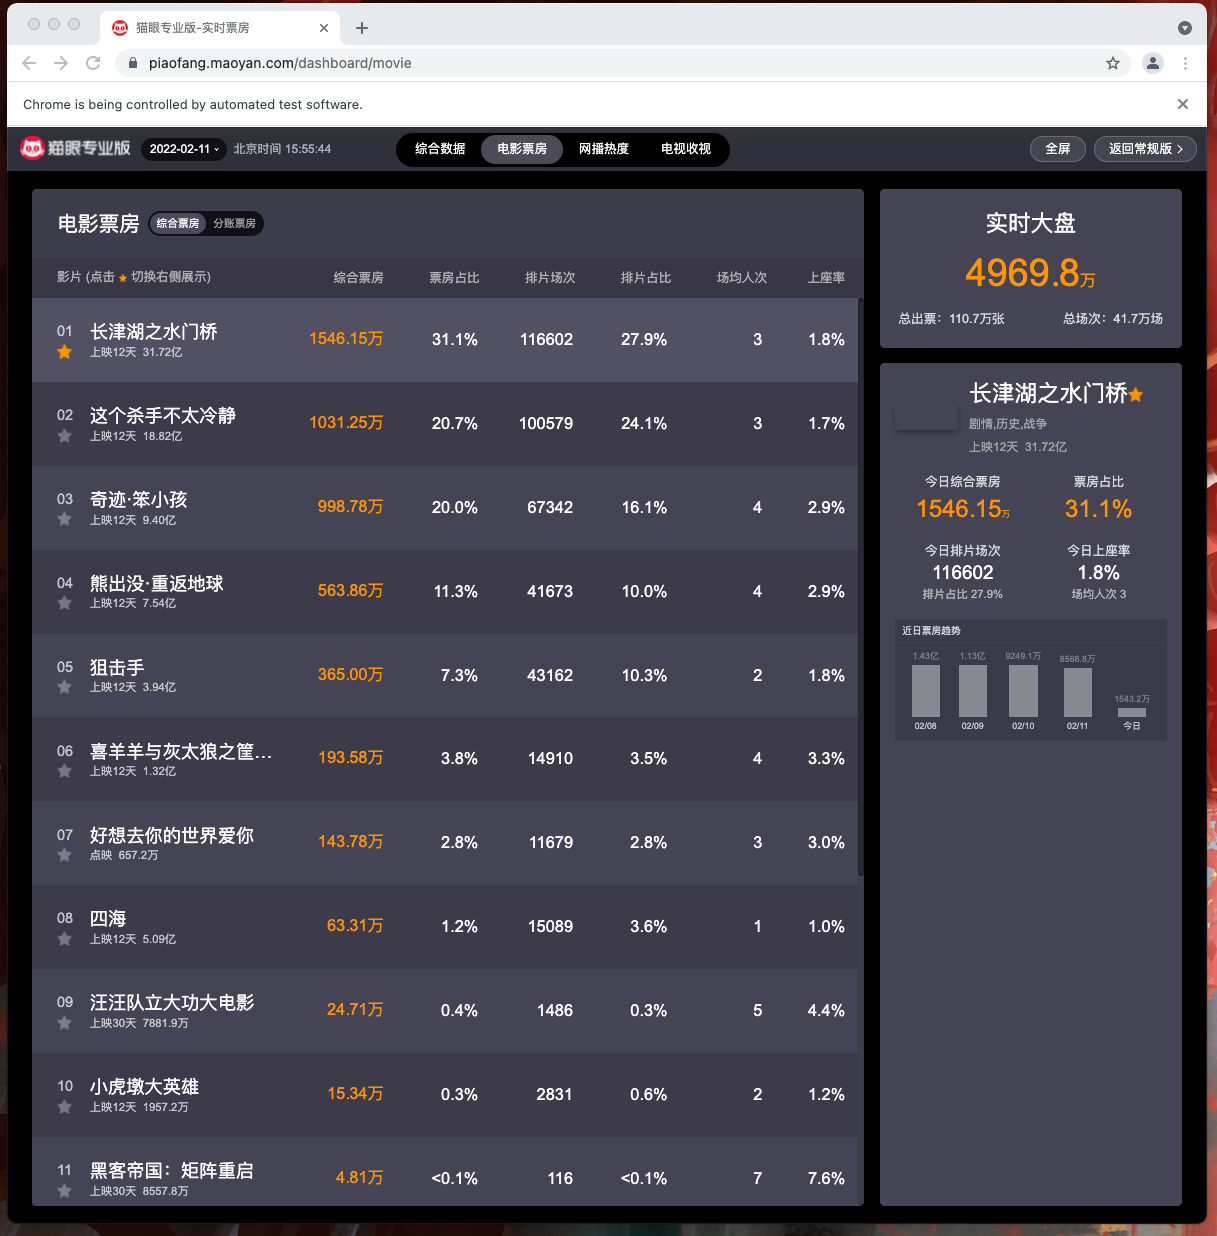 猫眼专业版-实时票房
piaofang.maoyan.com/dashboard/movie
Chrome is being controlled by automated test software.
猫眼专业版 2022-02-11 北京时间 15:55:44 综合数据 电影票房 网播热度 电视收视 全屏 返回常规版
电影票房 综合票房 分账票房
影片 (点击 切换右侧展示) 综合票房 票房占比 排片场次 排片占比 场均人次 上座率
01 长津湖之水门桥 1546.15万 31.1% 116602 27.9% 3 1.8%
上映12天 31.72亿
02 这个杀手不太冷静 1031.25万 20.7% 100579 24.1% 3 1.7%
上映12天 18.82亿
03 奇迹·笨小孩 998.78万 20.0% 67342 16.1% 4 2.9%
上映12天 9.40亿
04 熊出没·重返地球 563.86万 11.3% 41673 10.0% 4 2.9%
上映12天 7.54亿
05 狙击手 365.00万 7.3% 43162 10.3% 2 1.8%
上映12天 3.94亿
06 喜羊羊与灰太狼之筐... 193.58万 3.8% 14910 3.5% 4 3.3%
上映12天 1.32亿
07 好想去你的世界爱你 143.78万 2.8% 11679 2.8% 3 3.0%
点映 657.2万
08 四海 63.31万 1.2% 15089 3.6% 1 1.0%
上映12天 5.09亿
09 汪汪队立大功大电影 24.71万 0.4% 1486 0.3% 5 4.4%
上映30天 7881.9万
10 小虎墩大英雄 15.34万 0.3% 2831 0.6% 2 1.2%
上映12天 1957.2万
11 黑客帝国：矩阵重启 4.81万 <0.1% 116 <0.1% 7 7.6%
上映30天 8557.8万
实时大盘
4969.8万
总出票：110.7万张 总场次：41.7万场
长津湖之水门桥
剧情,历史,战争
上映12天 31.72亿
今日综合票房 票房占比
1546.15万 31.1%
今日排片场次 今日上座率
116602 1.8%
排片占比 27.9% 场均人次 3
近日票房趋势
1.43亿 1.13亿 9249.1万 8568.8万 1543.2万
02/08 02/09 02/10 02/11 今日